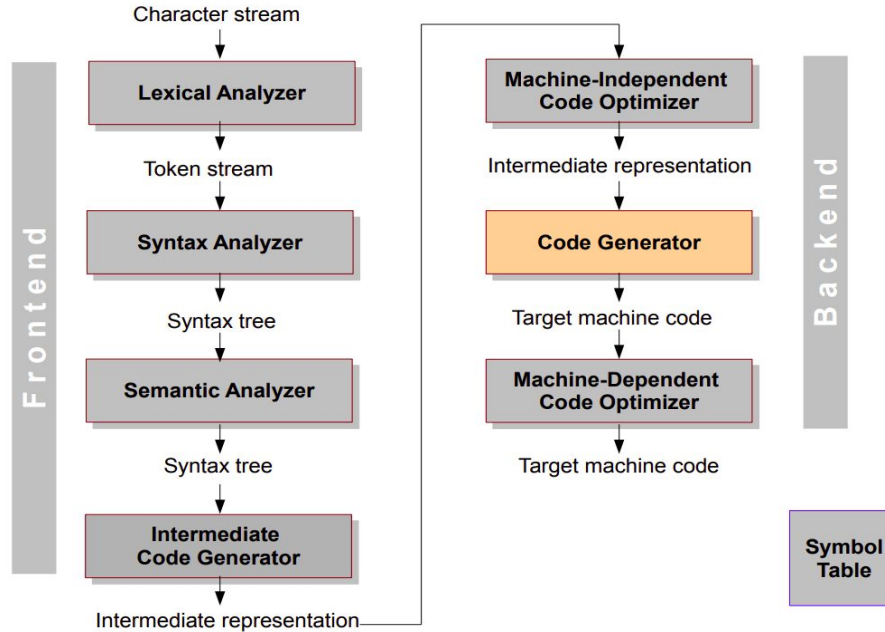 Character stream
Frontend
Lexical Analyzer
Token stream
Syntax Analyzer
Syntax tree
Semantic Analyzer
Syntax tree
Intermediate
Code Generator
Intermediate representation
Machine-Independent
Code Optimizer
Intermediate representation
Code Generator
Target machine code
Machine-Dependent
Code Optimizer
Target machine code
Backend
Symbol
Table